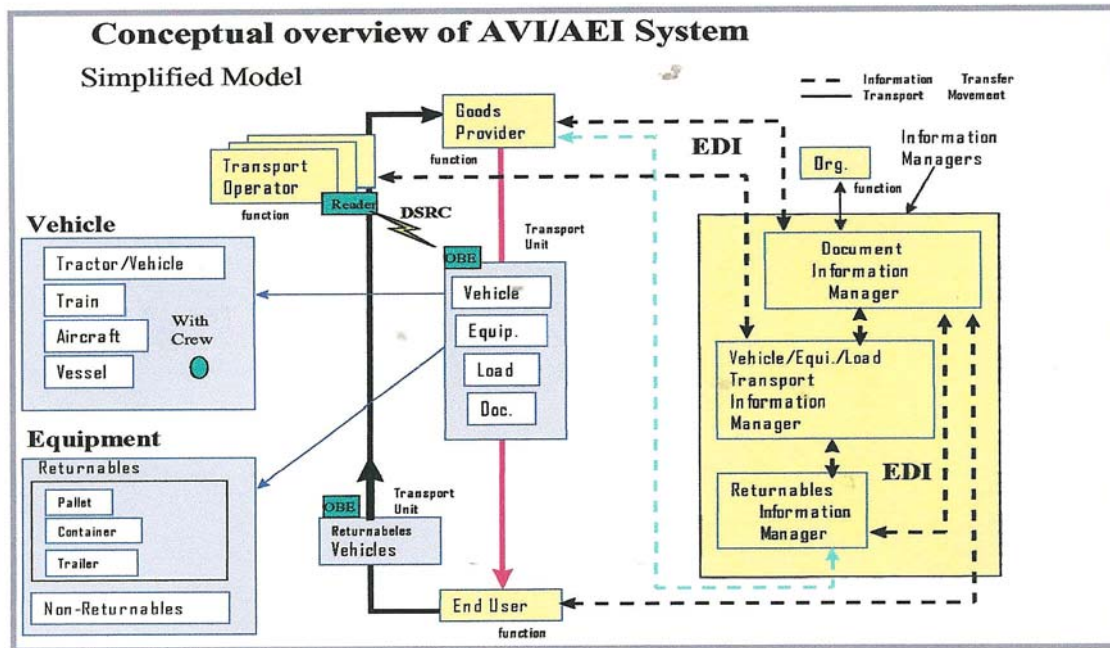 Conceptual overview of AVI/AEI System
Simplified Model
Information Transfer
Transport Movement
Goods
Provider
function
EDI
Information
Managers
Org.
function
Transport
Operator
function
Reader
DSRC
Transport
Unit
OBE
Vehicle
Equip.
Load
Doc.
Vehicle
Tractor/Vehicle
Train
Aircraft
Vessel
With
Crew
Document
Information
Manager
Vehicle/Equi./Load
Transport
Information
Manager
EDI
Returnables
Information
Manager
Equipment
Returnables
Pallet
Container
Trailer
Non-Returnables
OBE
Transport
Unit
Returnabeles
Vehicles
End User
function